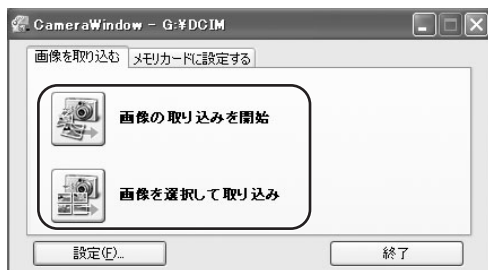 CameraWindow - G:¥DCIM
画像を取り込む メモリカードに設定する
画像の取り込みを開始
画像を選択して取り込み
設定(F)... 終了